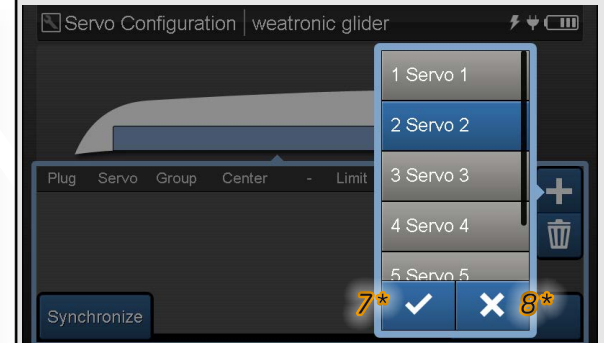 Servo Configuration | weatronic glider
1 Servo 1
2 Servo 2
Plug Servo Group Center - Limit
3 Servo 3
4 Servo 4
5 Servo 5
7*
8*
Synchronize